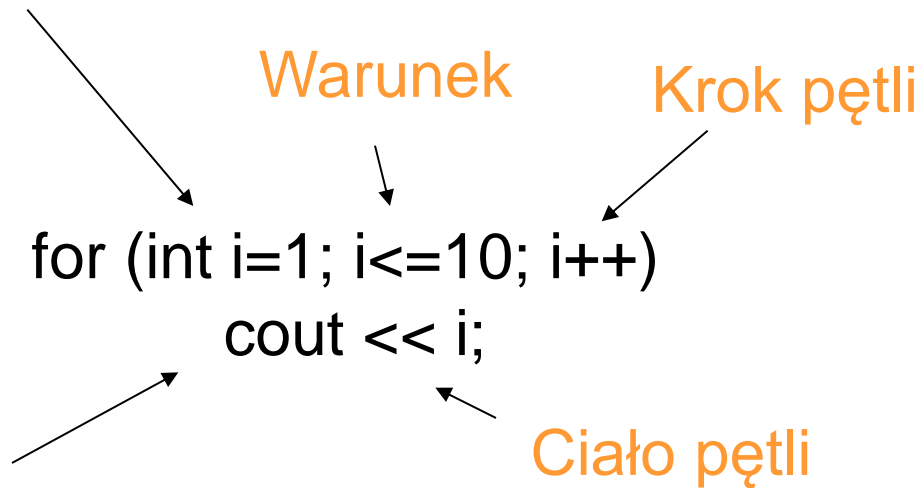 Warunek
Krok pętli
for (int i=1; i<=10; i++)
cout << i;
Ciało pętli